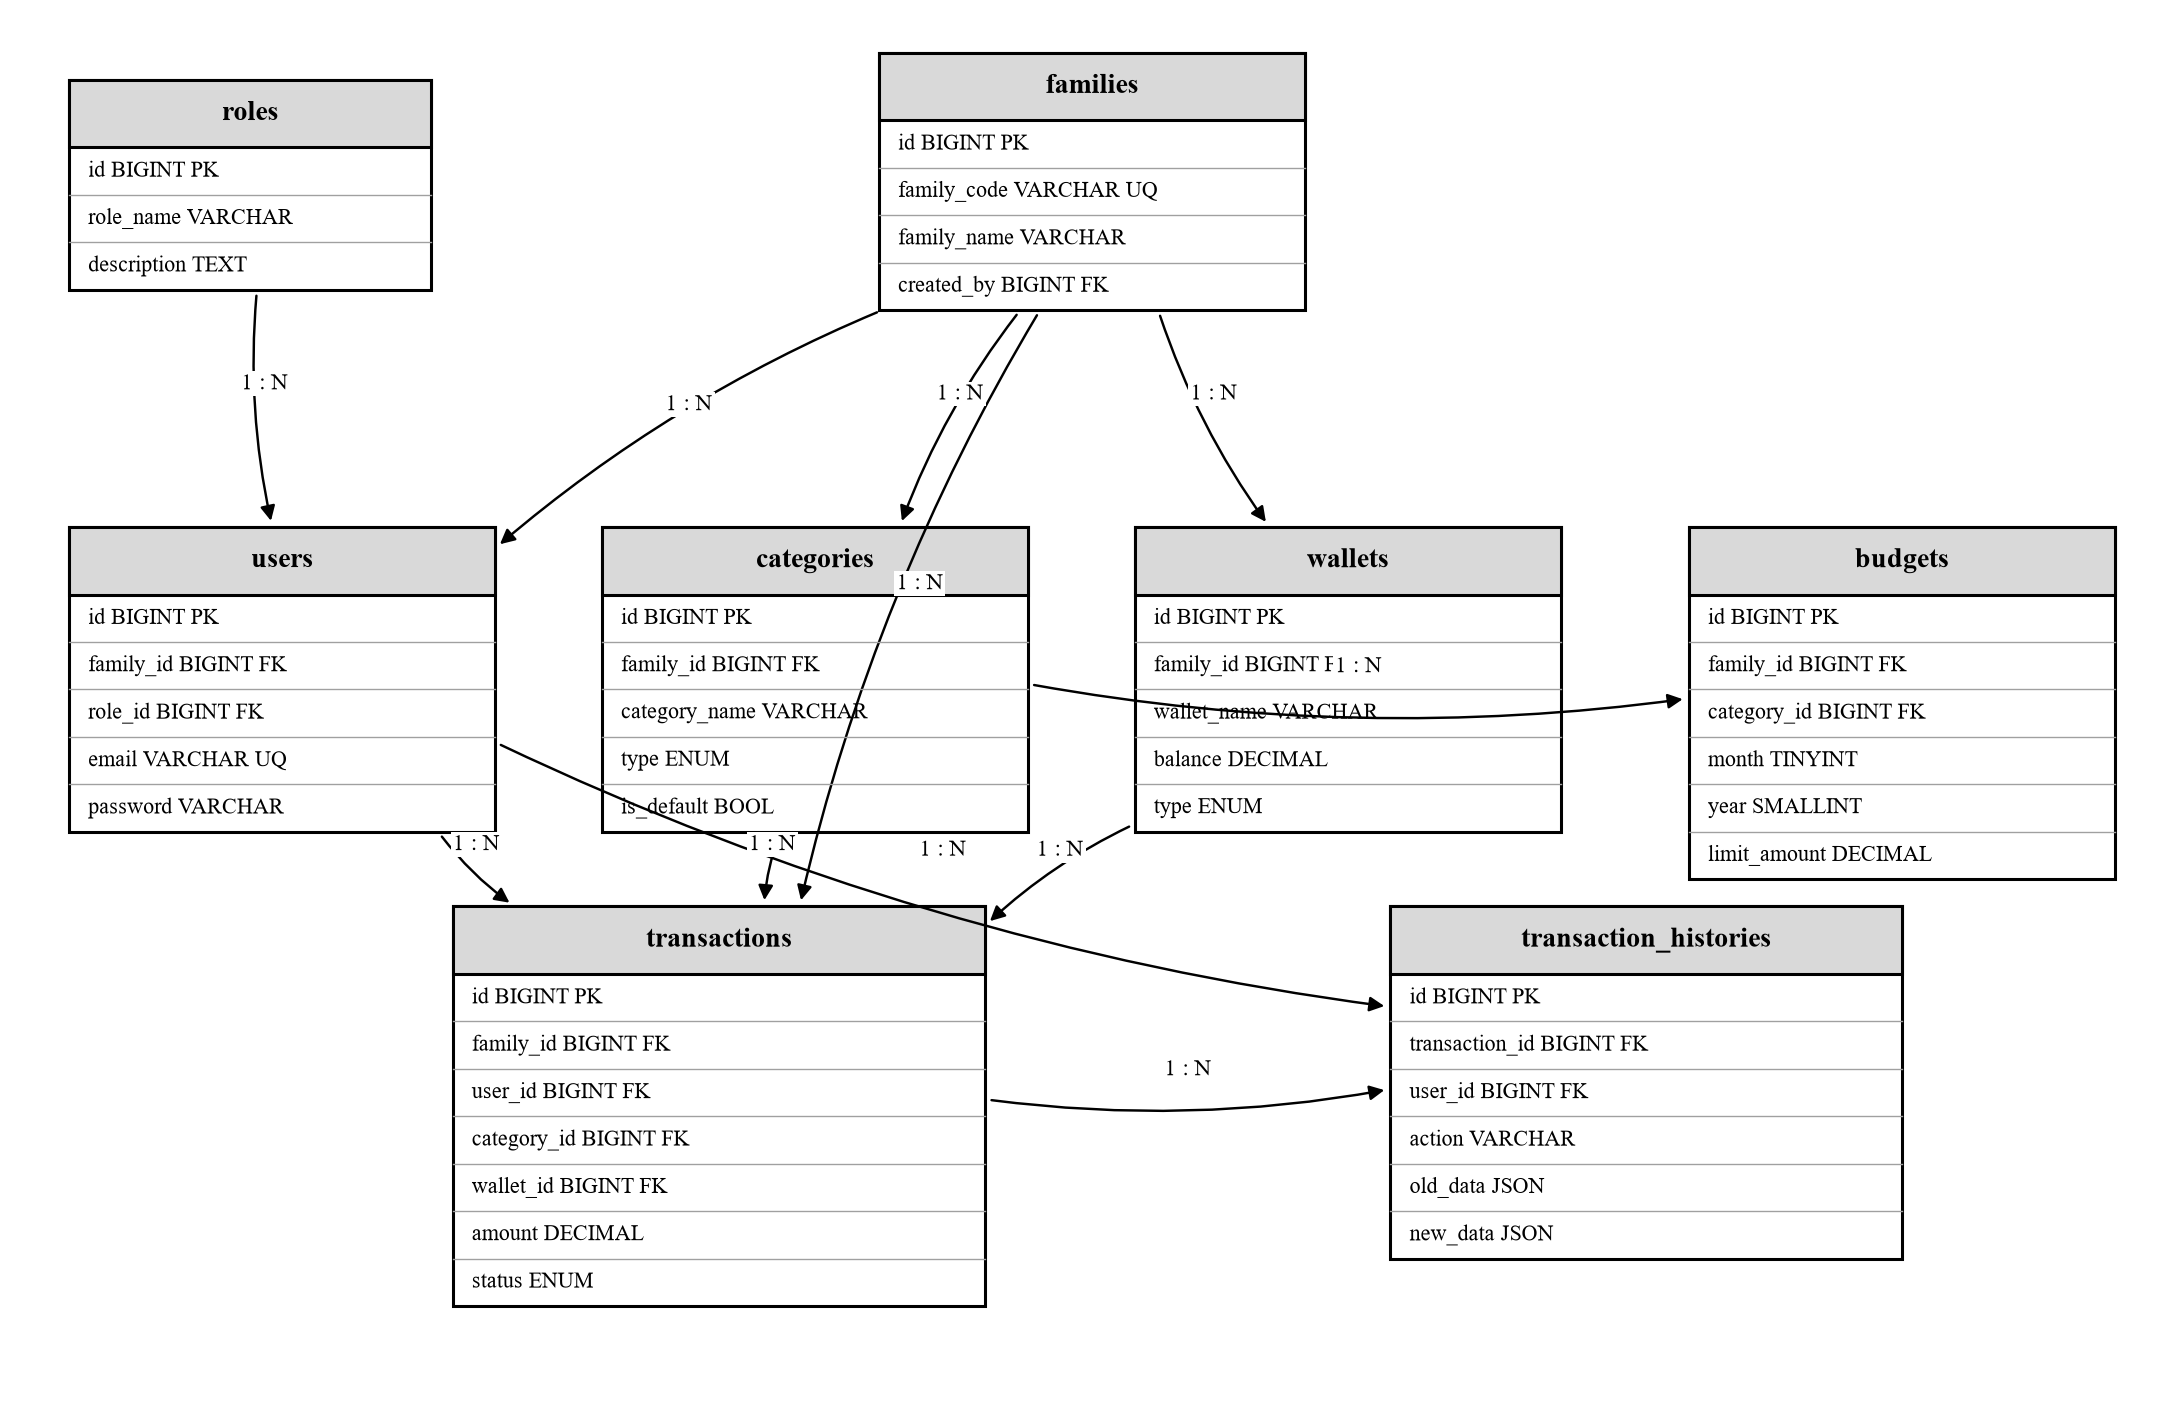 roles
id BIGINT PK
role_name VARCHAR
description TEXT
families
id BIGINT PK
family_code VARCHAR UQ
family_name VARCHAR
created_by BIGINT FK
1 : N
1 : N
1 : N
1 : N
users
id BIGINT PK
family_id BIGINT FK
role_id BIGINT FK
email VARCHAR UQ
password VARCHAR
categories
1 : N
id BIGINT PK
family_id BIGINT FK
category_name VARCHAR
type ENUM
is_default BOOL
wallets
id BIGINT PK
family_id BIGINT F
1 : N
wallet_name VARCHAR
balance DECIMAL
type ENUM
budgets
id BIGINT PK
family_id BIGINT FK
category_id BIGINT FK
month TINYINT
year SMALLINT
limit_amount DECIMAL
1 : N
1 : N
1 : N
1 : N
transactions
id BIGINT PK
family_id BIGINT FK
user_id BIGINT FK
category_id BIGINT FK
wallet_id BIGINT FK
amount DECIMAL
status ENUM
1 : N
transaction_histories
id BIGINT PK
transaction_id BIGINT FK
user_id BIGINT FK
action VARCHAR
old_data JSON
new_data JSON